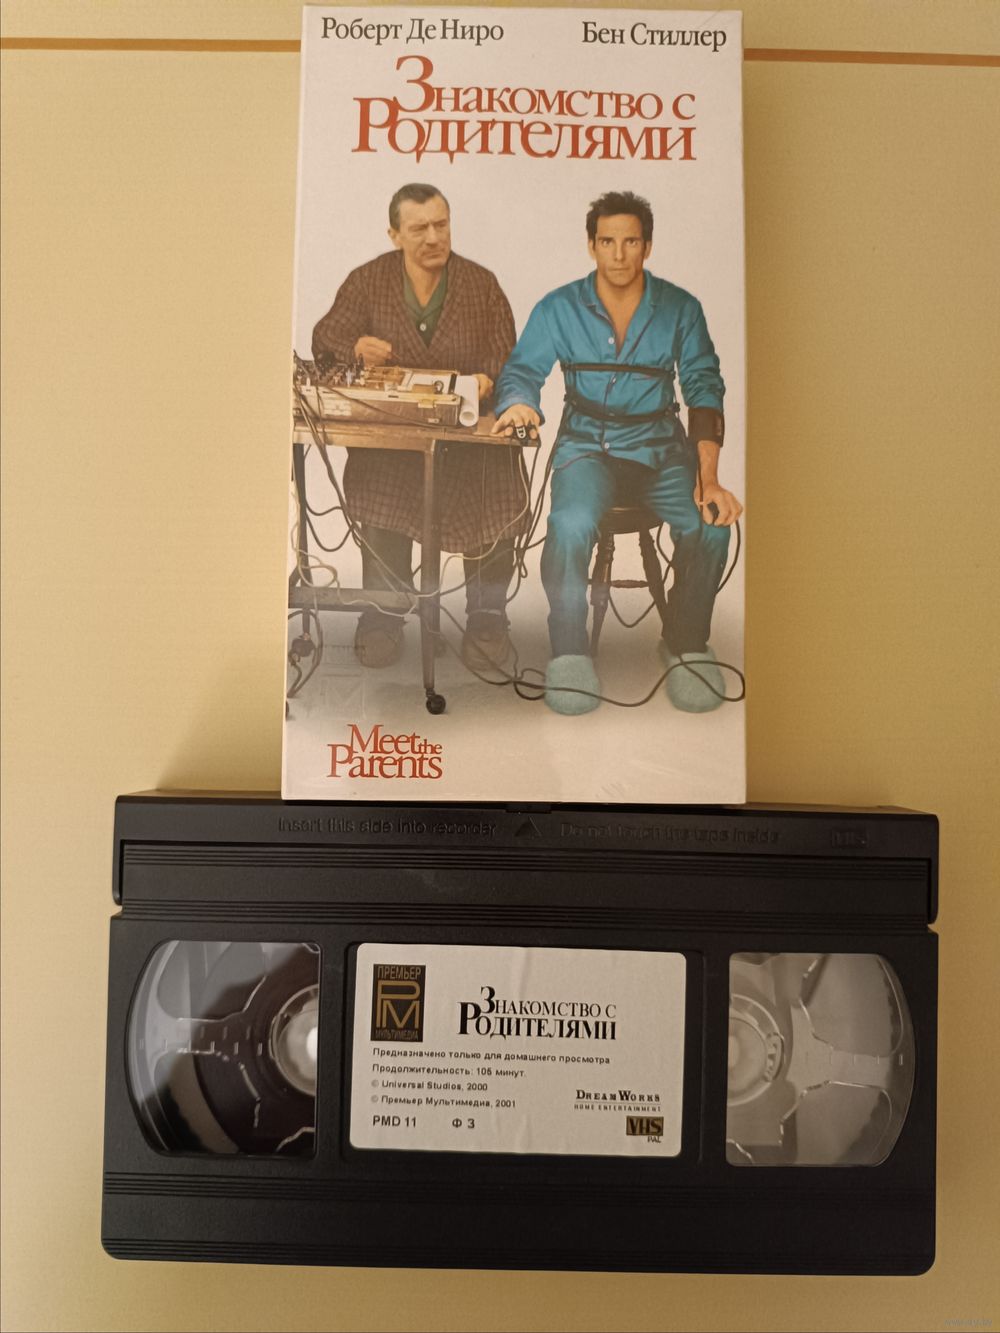 Роберт Де Ниро
Бен Стиллер
Знакомство с
Родителями
Meet the
Parents
Insert this side into recorder
Do not touch the tape inside
VHS
ПРЕМЬЕР
PM
МУЛЬТИМЕДИА
Знакомство с
Родителями
Предназначено только для домашнего просмотра
Продолжительность: 106 минут.
© Universal Studios, 2000
© Премьер Мультимедиа, 2001
PMD 11 Ф 3
DREAMWORKS
HOME ENTERTAINMENT
VHS
PAL